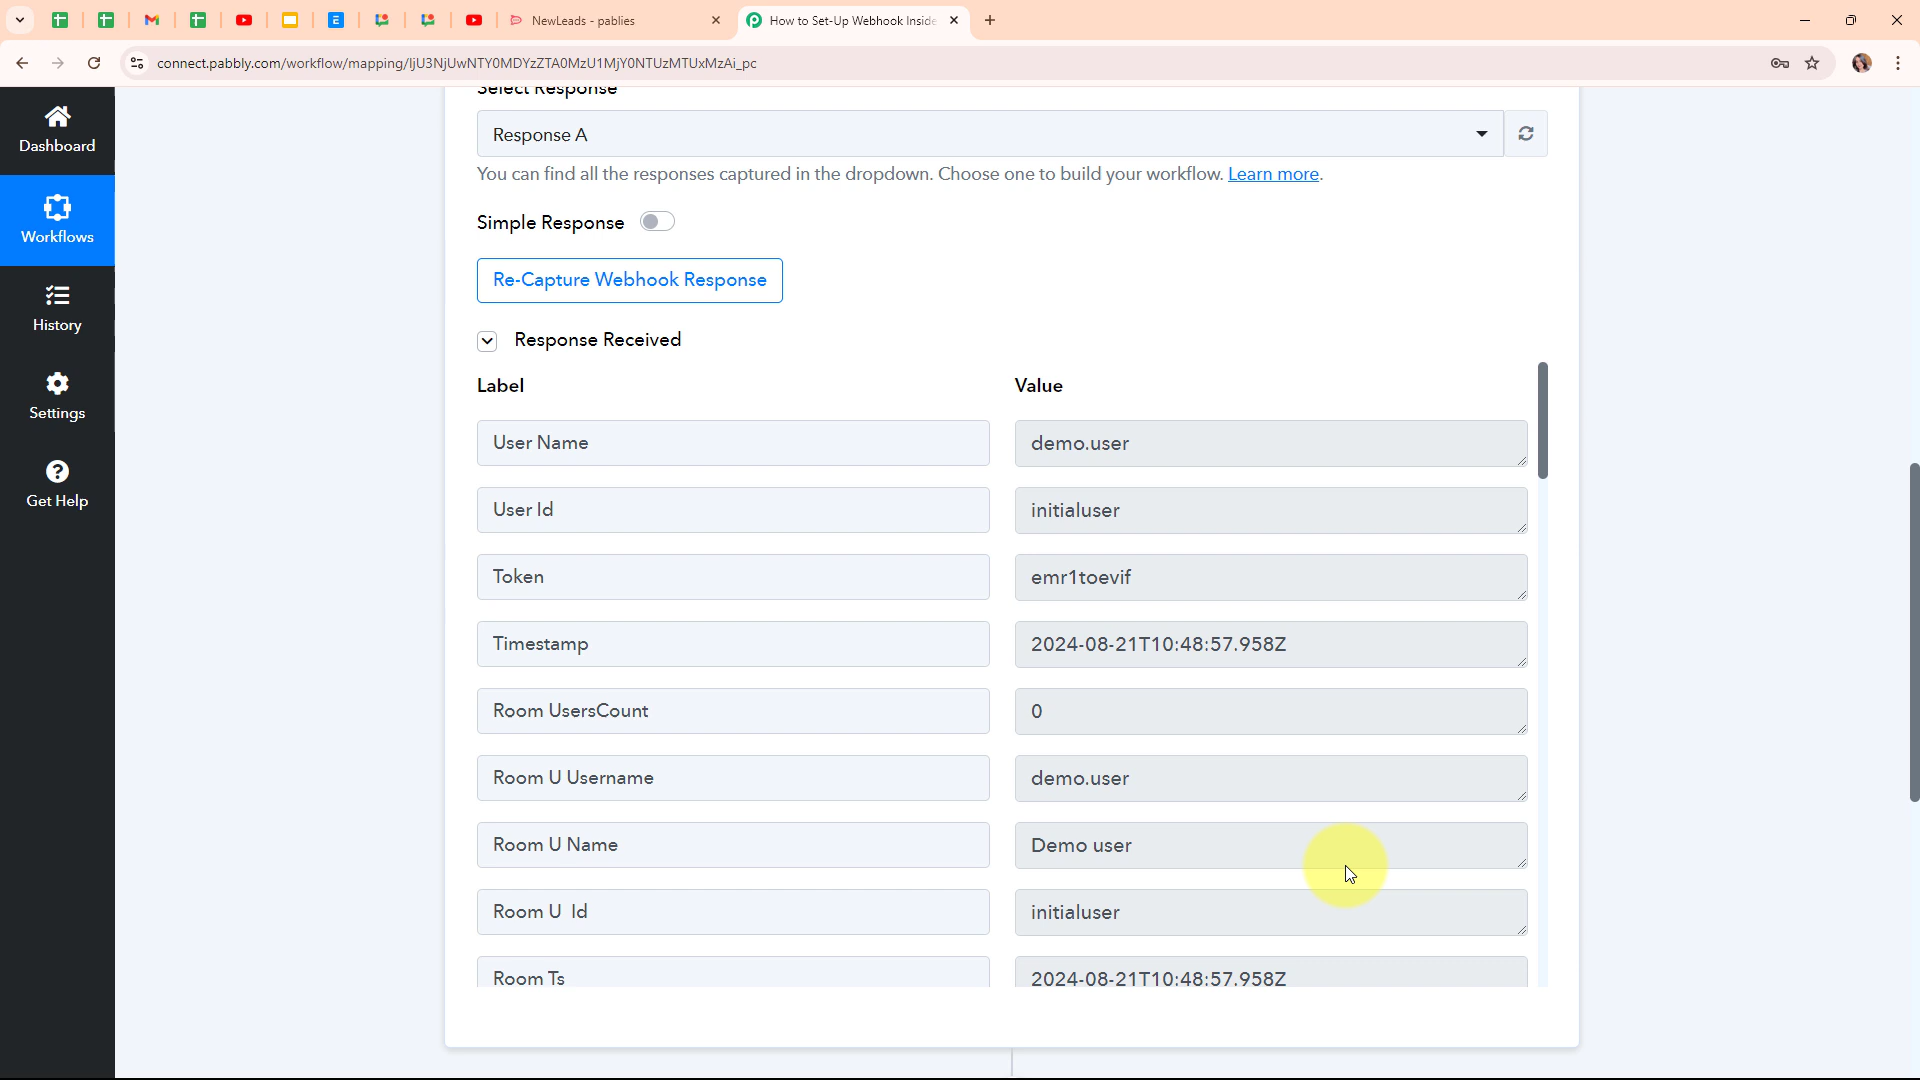 NewLeads - pablies
How to Set-Up Webhook Inside
connect.pabbly.com/workflow/mapping/IjU3NjUwNTY0MDYzZTA0MzU1MjY0NTUzMTUxMzAi_pc
Dashboard
Workflows
History
Settings
Get Help
Select Response
Response A
You can find all the responses captured in the dropdown. Choose one to build your workflow. Learn more.
Simple Response
Re-Capture Webhook Response
Response Received
Label Value
User Name demo.user
User Id initialuser
Token emr1toevif
Timestamp 2024-08-21T10:48:57.958Z
Room UsersCount 0
Room U Username demo.user
Room U Name Demo user
Room U Id initialuser
Room Ts 2024-08-21T10:48:57.958Z